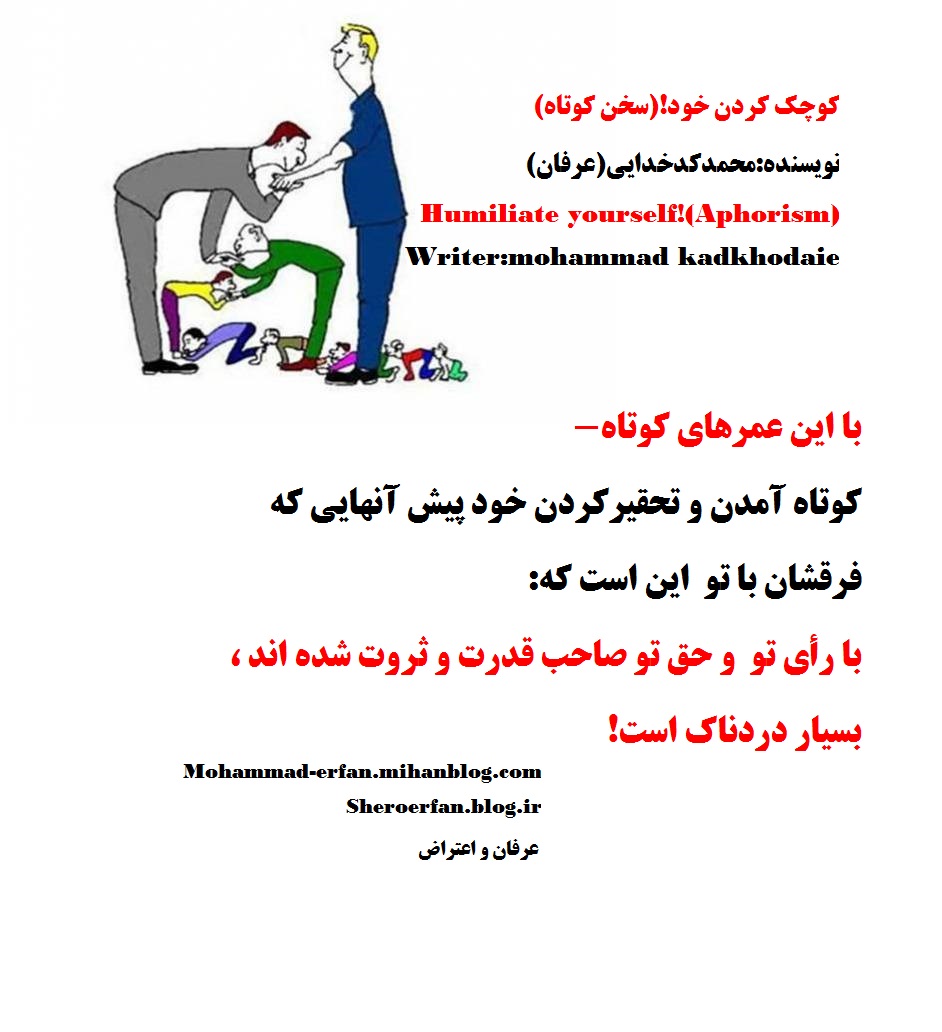 کوچک کردن خود!(سخن کوتاه)
نویسنده:محمدکدخدایی(عرفان)
Humiliate yourself!(Aphorism)
Writer:mohammad kadkhodaie
با این عمرهای کوتاه–
کوتاه آمدن و تحقیرکردن خود پیش آنهایی که
فرقشان با تو این است که:
با رأی تو و حق تو صاحب قدرت و ثروت شده اند ،
بسیار دردناک است!
Mohammad-erfan.mihanblog.com
Sheroerfan.blog.ir
عرفان و اعتراض